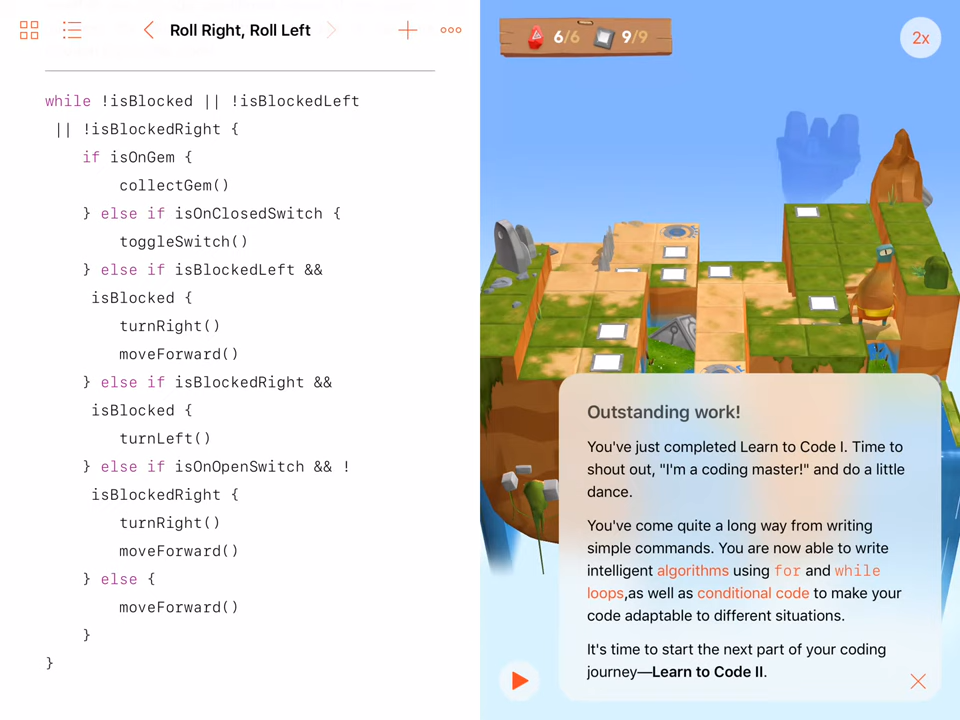 Roll Right, Roll Left
while !isBlocked || !isBlockedLeft
|| !isBlockedRight {
if isOnGem {
collectGem()
} else if isOnClosedSwitch {
toggleSwitch()
} else if isBlockedLeft &&
isBlocked {
turnRight()
moveForward()
} else if isBlockedRight &&
isBlocked {
turnLeft()
} else if isOnOpenSwitch && !
isBlockedRight {
turnRight()
moveForward()
} else {
moveForward()
}
}
6/6 9/9
2x
Outstanding work!
You've just completed Learn to Code I. Time to
shout out, "I'm a coding master!" and do a little
dance.
You've come quite a long way from writing
simple commands. You are now able to write
intelligent algorithms using for and while
loops,as well as conditional code to make your
code adaptable to different situations.
It's time to start the next part of your coding
journey—Learn to Code II.